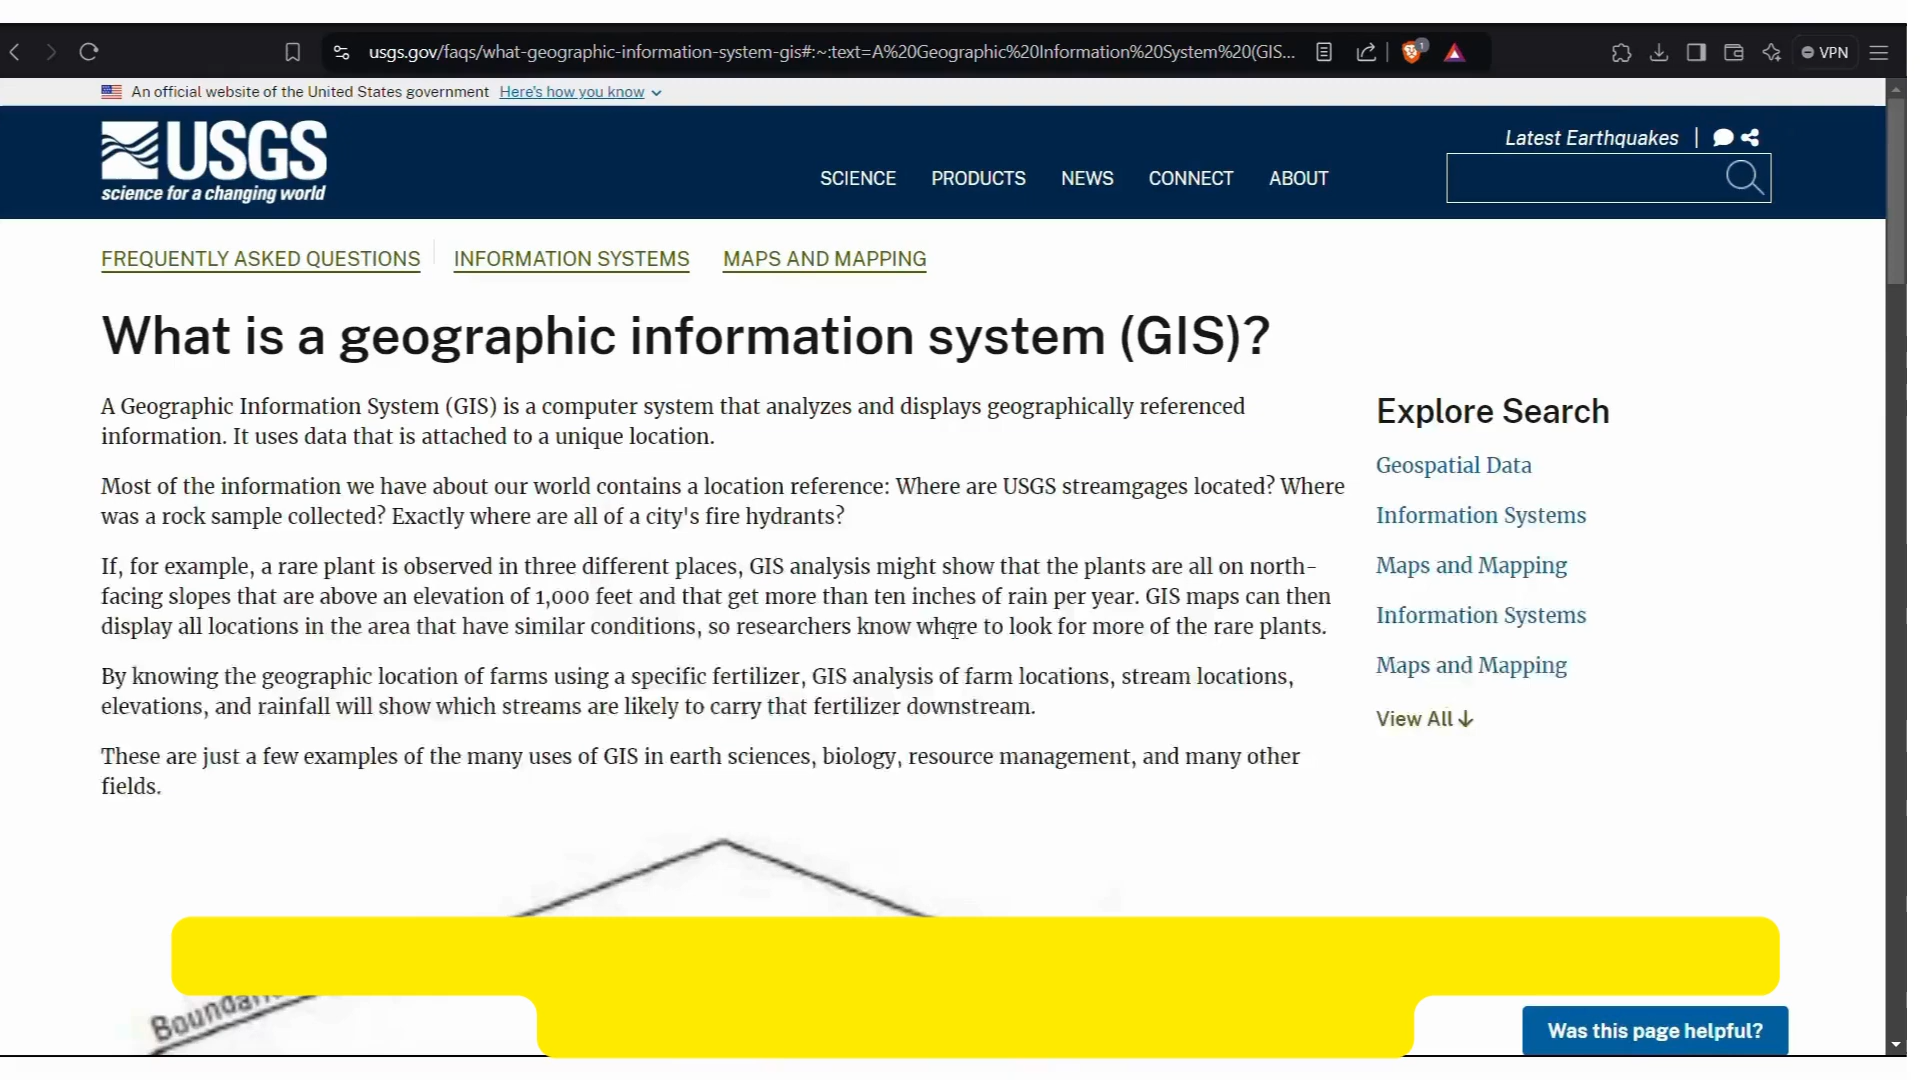 usgs.gov/faqs/what-geographic-information-system-gis#:~:text=A%20Geographic%20Information%20System%20(GIS...
1
VPN
An official website of the United States government Here's how you know
USGS
science for a changing world
SCIENCE PRODUCTS NEWS CONNECT ABOUT
Latest Earthquakes
FREQUENTLY ASKED QUESTIONS INFORMATION SYSTEMS MAPS AND MAPPING
What is a geographic information system (GIS)?
A Geographic Information System (GIS) is a computer system that analyzes and displays geographically referenced
information. It uses data that is attached to a unique location.
Most of the information we have about our world contains a location reference: Where are USGS streamgages located? Where
was a rock sample collected? Exactly where are all of a city's fire hydrants?
If, for example, a rare plant is observed in three different places, GIS analysis might show that the plants are all on north-
facing slopes that are above an elevation of 1,000 feet and that get more than ten inches of rain per year. GIS maps can then
display all locations in the area that have similar conditions, so researchers know where to look for more of the rare plants.
By knowing the geographic location of farms using a specific fertilizer, GIS analysis of farm locations, stream locations,
elevations, and rainfall will show which streams are likely to carry that fertilizer downstream.
These are just a few examples of the many uses of GIS in earth sciences, biology, resource management, and many other
fields.
Explore Search
Geospatial Data
Information Systems
Maps and Mapping
Information Systems
Maps and Mapping
View All
Was this page helpful?